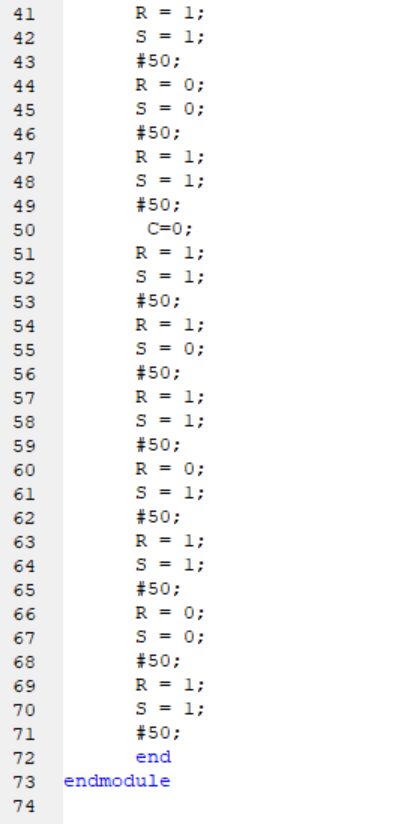 41 R = 1;
42 S = 1;
43 #50;
44 R = 0;
45 S = 0;
46 #50;
47 R = 1;
48 S = 1;
49 #50;
50 C=0;
51 R = 1;
52 S = 1;
53 #50;
54 R = 1;
55 S = 0;
56 #50;
57 R = 1;
58 S = 1;
59 #50;
60 R = 0;
61 S = 1;
62 #50;
63 R = 1;
64 S = 1;
65 #50;
66 R = 0;
67 S = 0;
68 #50;
69 R = 1;
70 S = 1;
71 #50;
72 end
73 endmodule
74